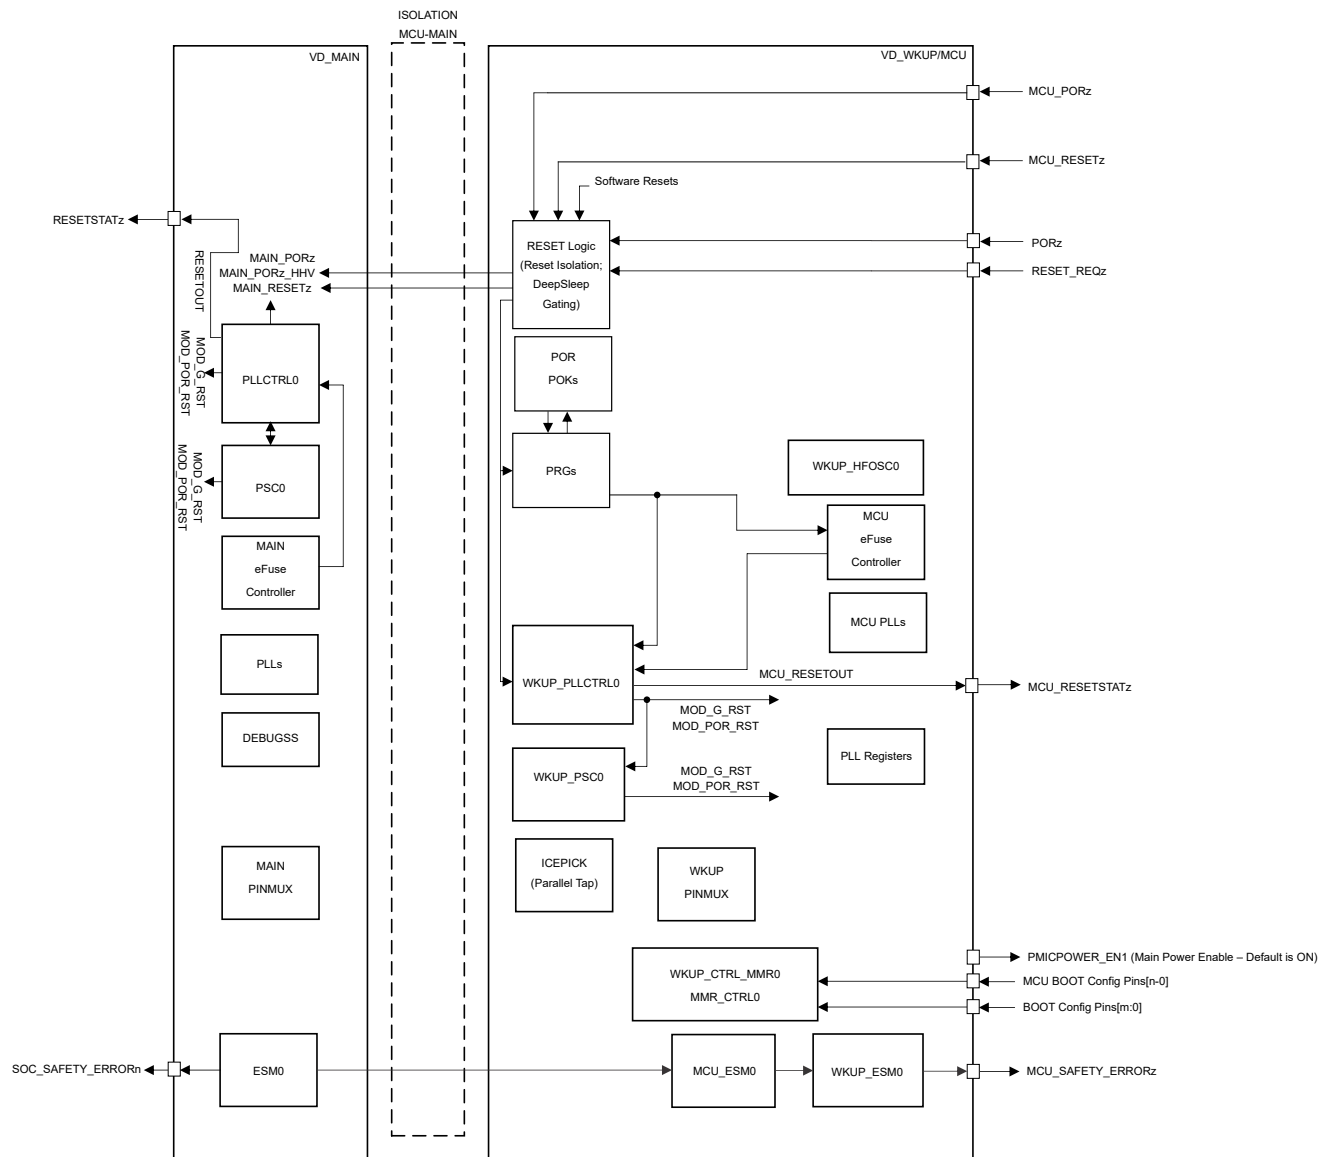 ISOLATION
MCU-MAIN
VD_MAIN
VD_WKUP/MCU
MCU_PORz
MCU_RESETz
Software Resets
RESETSTATz
RESETOUT
MAIN_PORz
MAIN_PORz_HHV
MAIN_RESETz
RESET Logic
(Reset Isolation;
DeepSleep
Gating)
PORz
RESET_REQz
MOD_G_RST
MOD_POR_RST
PLLCTRL0
POR
POKs
MOD_G_RST
MOD_POR_RST
PSC0
PRGs
WKUP_HFOSC0
MAIN
eFuse
Controller
MCU
eFuse
Controller
PLLs
MCU PLLs
WKUP_PLLCTRL0
MCU_RESETOUT
MCU_RESETSTATz
MOD_G_RST
MOD_POR_RST
DEBUGSS
PLL Registers
WKUP_PSC0
MOD_G_RST
MOD_POR_RST
MAIN
PINMUX
ICEPICK
(Parallel Tap)
WKUP
PINMUX
WKUP_CTRL_MMR0
MMR_CTRL0
PMICPOWER_EN1 (Main Power Enable – Default is ON)
MCU BOOT Config Pins[n-0]
BOOT Config Pins[m:0]
SOC_SAFETY_ERRORn
ESM0
MCU_ESM0
WKUP_ESM0
MCU_SAFETY_ERRORz